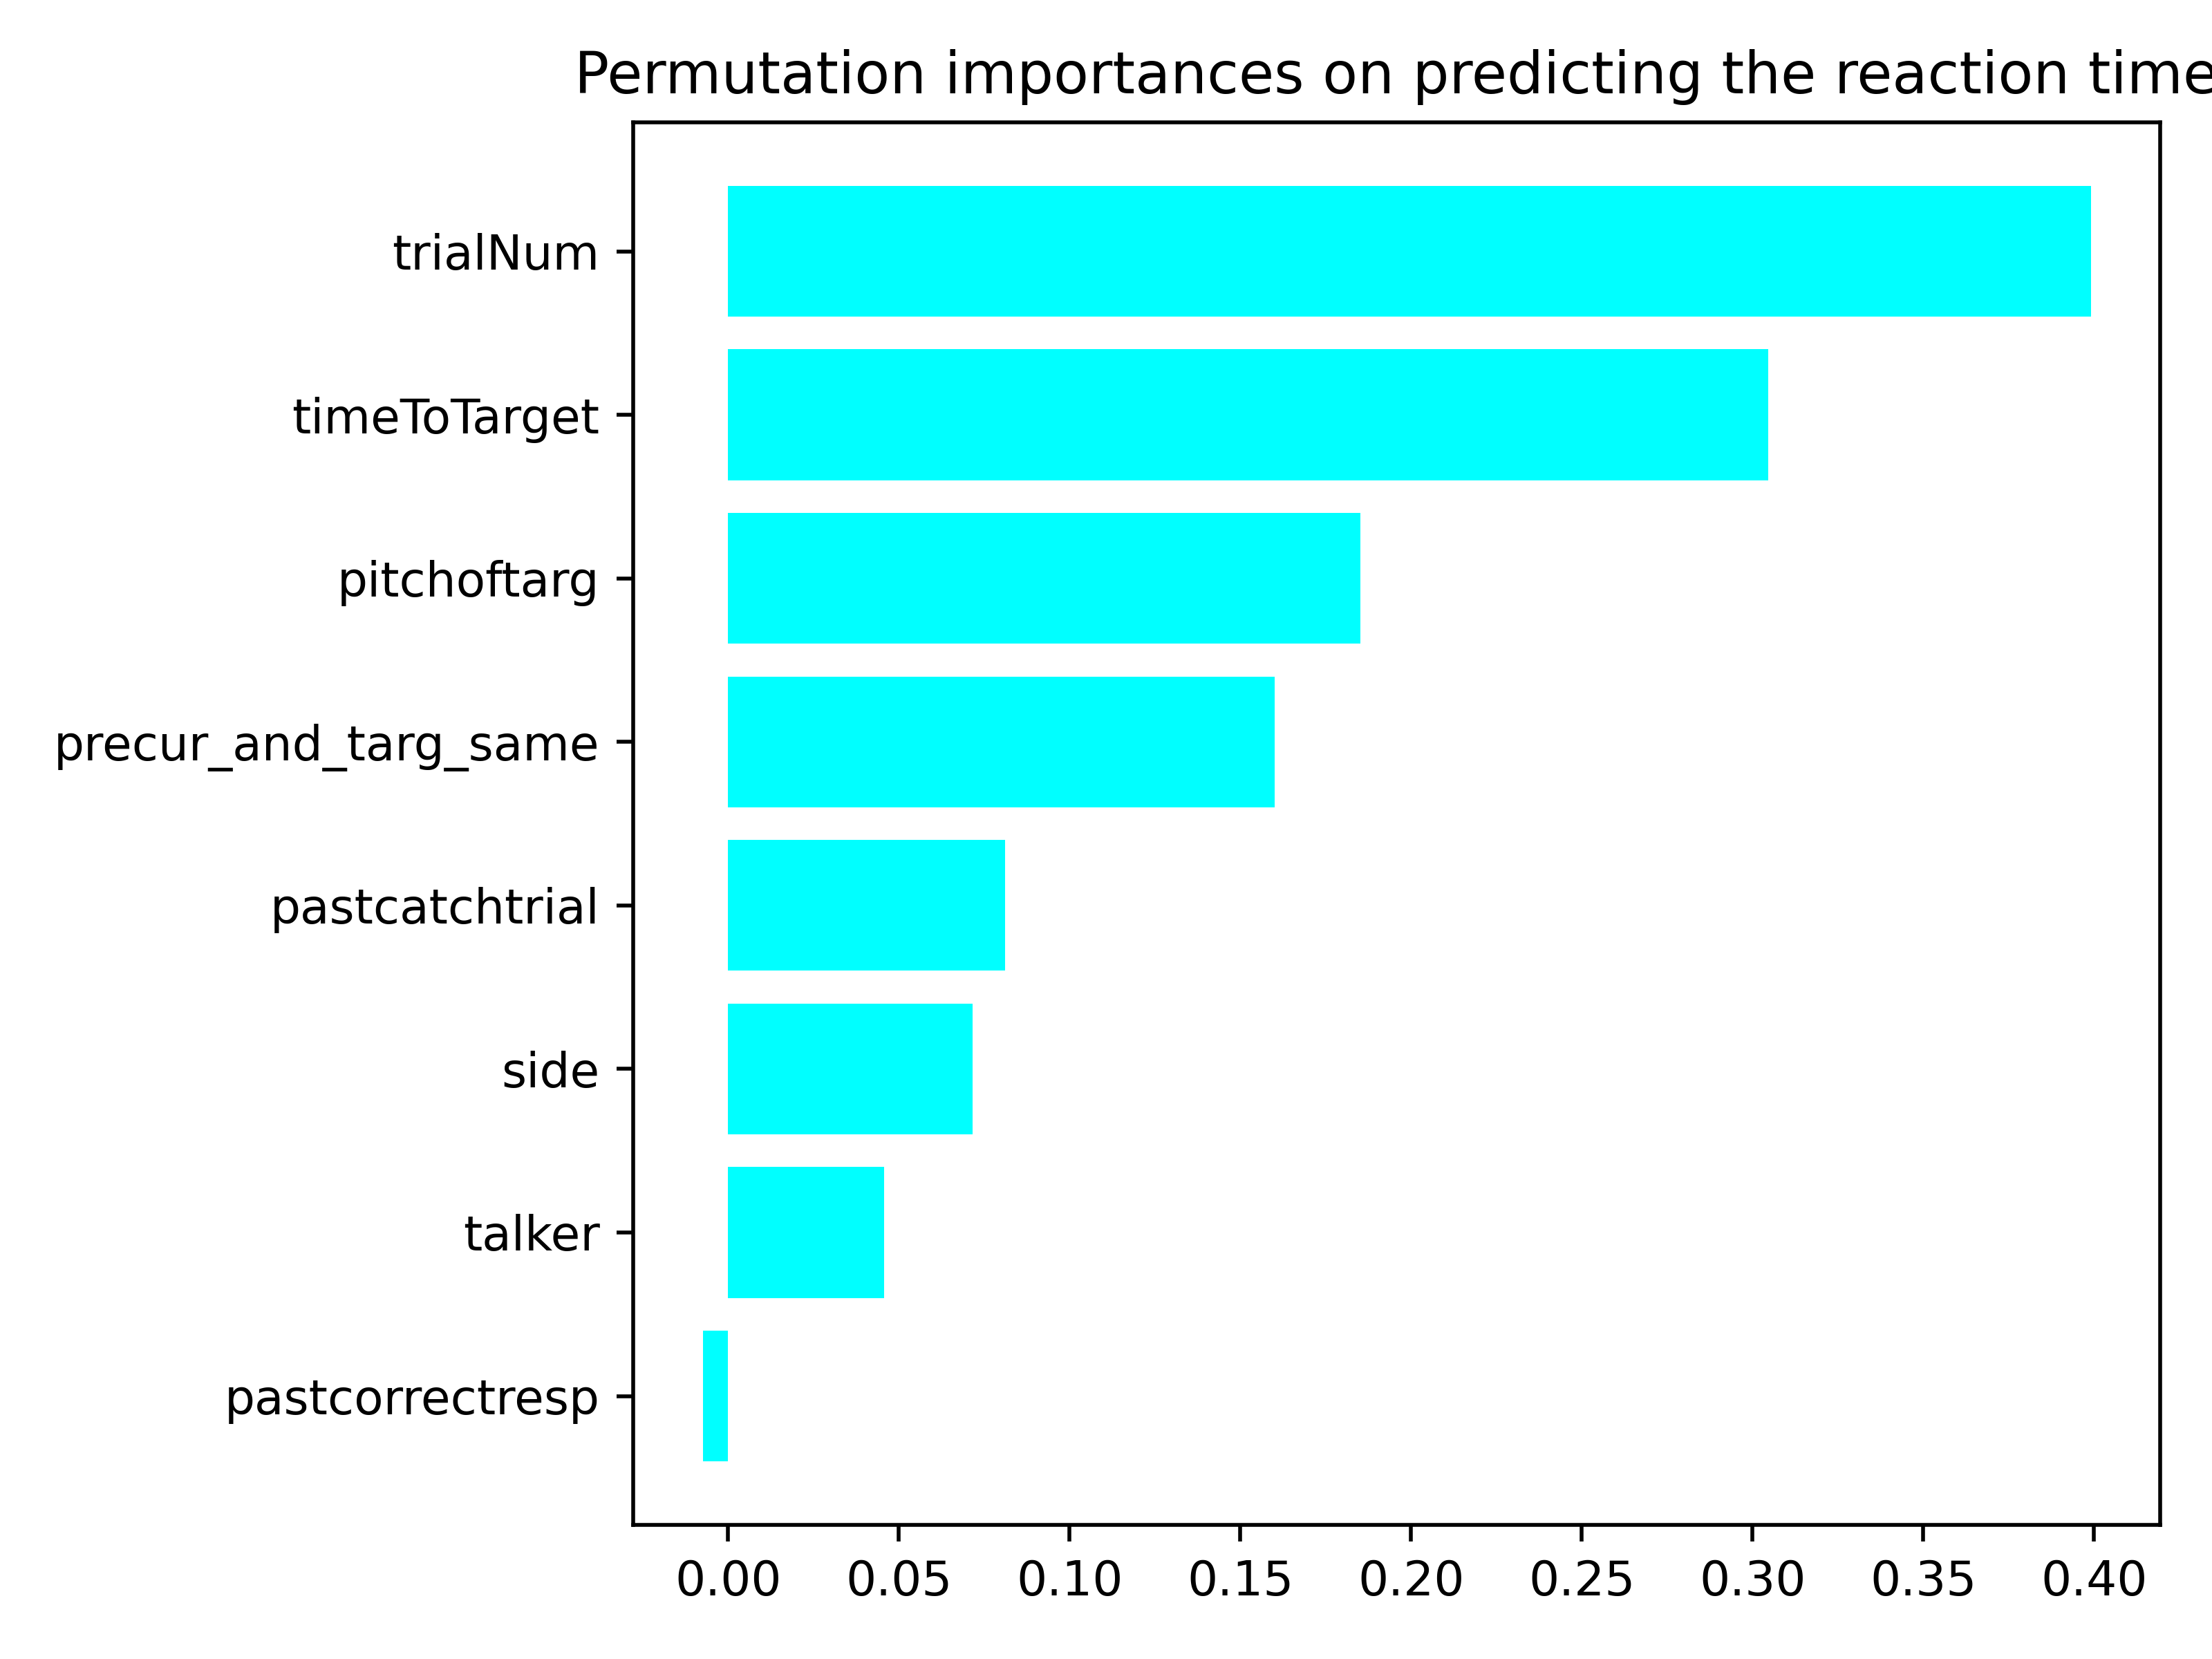 Permutation importances on predicting the reaction time
trialNum
timeToTarget
pitchoftarg
precur_and_targ_same
pastcatchtrial
side
talker
pastcorrectresp
0.00 0.05 0.10 0.15 0.20 0.25 0.30 0.35 0.40